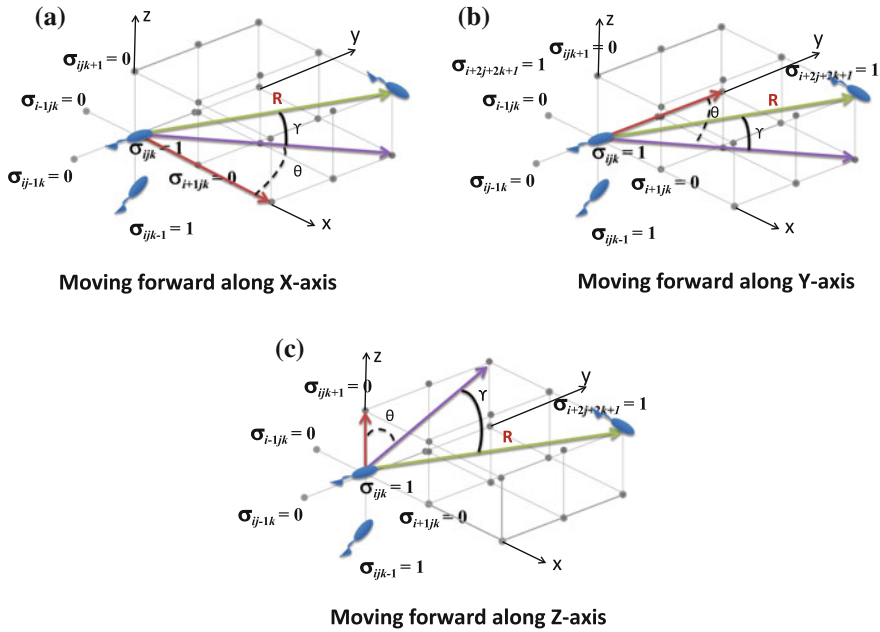 (a)
z
y
σijk+1 = 0
σi-1jk = 0
R
ϒ
θ
σijk = 1
σij-1k = 0
σi+1jk = 0
σijk-1 = 1
x
Moving forward along X-axis
(b)
z
y
σijk+1 = 0
σi+2j+2k+1 = 1
σi+2j+2k+1 = 1
σi-1jk = 0
R
θ
ϒ
σijk = 1
σij-1k = 0
σi+1jk = 0
σijk-1 = 1
x
Moving forward along Y-axis
(c)
z
y
σijk+1 = 0
σi+2j+2k+1 = 1
θ
ϒ
σi-1jk = 0
R
σijk = 1
σij-1k = 0
σi+1jk = 0
σijk-1 = 1
x
Moving forward along Z-axis